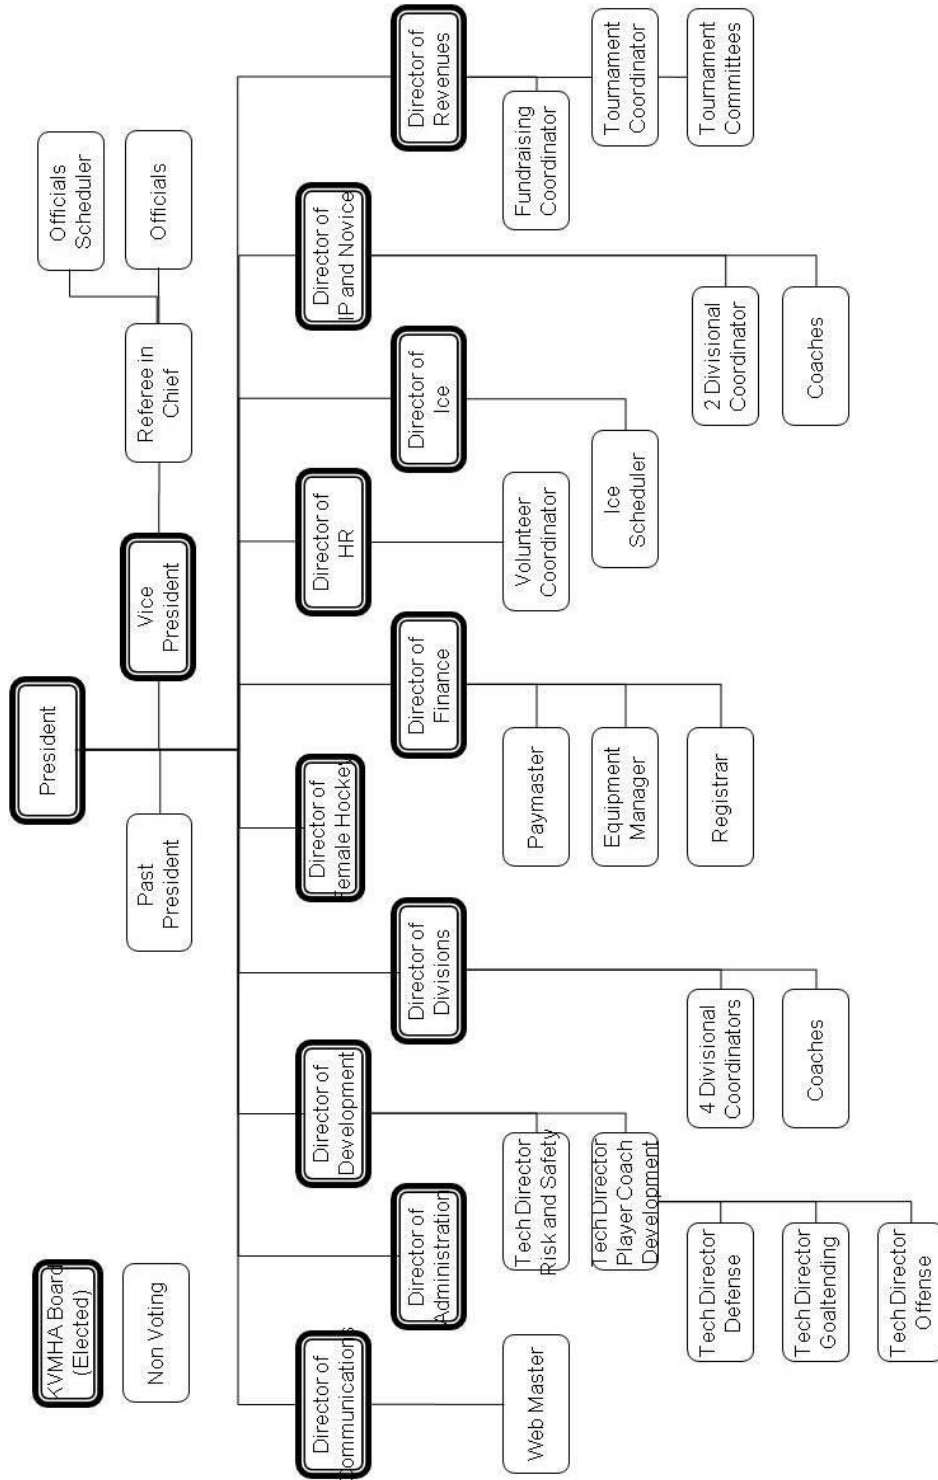 KVMHA Board
(Elected)
Non Voting
President
Past
President
Vice
President
Referee in
Chief
Officials
Scheduler
Officials
Director of
Communications
Director of
Administration
Director of
Development
Director of
Divisions
Director of
Female Hockey
Director of
Finance
Director of
HR
Director of
Ice
Director of
IP and Novice
Director of
Revenues
Web Master
Tech Director
Risk and Safety
Tech Director
Player Coach
Development
Tech Director
Defense
Tech Director
Goaltending
Tech Director
Offense
4 Divisional
Coordinators
Coaches
Paymaster
Equipment
Manager
Registrar
Volunteer
Coordinator
Ice
Scheduler
2 Divisional
Coordinator
Coaches
Fundraising
Coordinator
Tournament
Coordinator
Tournament
Committees